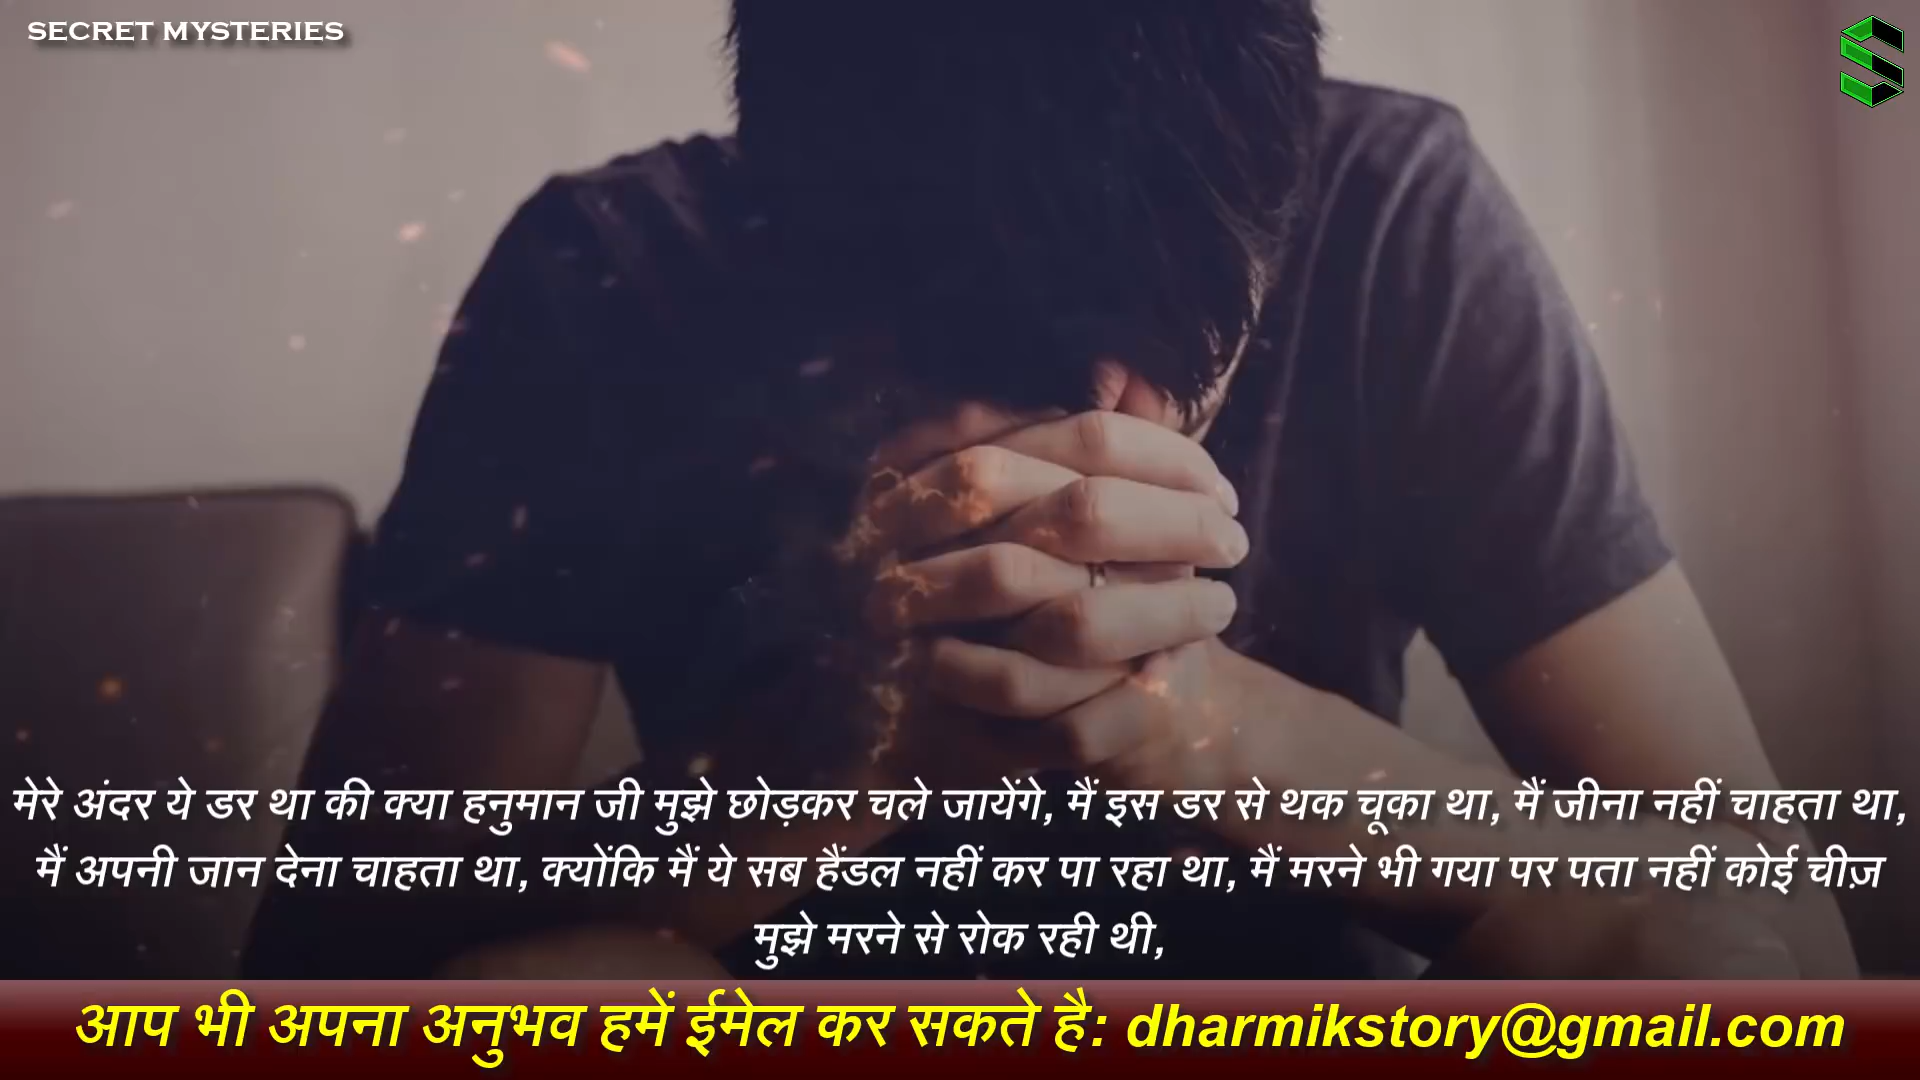 SECRET MYSTERIES
मेरे अंदर ये डर था की क्या हनुमान जी मुझे छोड़कर चले जायेंगे, मैं इस डर से थक चूका था, मैं जीना नहीं चाहता था,
मैं अपनी जान देना चाहता था, क्योंकि मैं ये सब हैंडल नहीं कर पा रहा था, मैं मरने भी गया पर पता नहीं कोई चीज़
मुझे मरने से रोक रही थी,
आप भी अपना अनुभव हमें ईमेल कर सकते है: dharmikstory@gmail.com